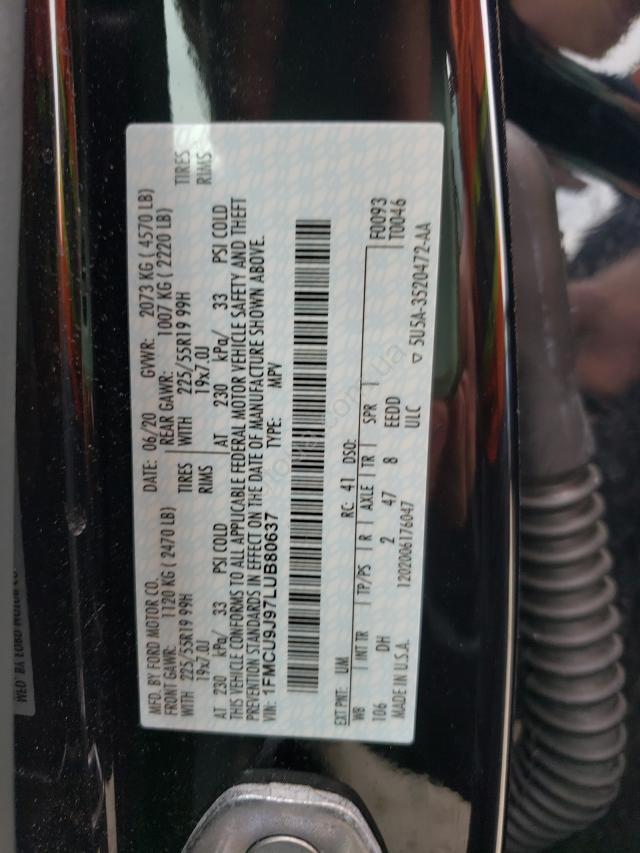 MFD. BY FORD MOTOR CO.
DATE: 06/20 GVWR: 2073 KG ( 4570 LB)
FRONT GAWR: 1120 KG ( 2470 LB) REAR GAWR: 1007 KG ( 2220 LB)
WITH 225/55R19 99H TIRES WITH 225/55R19 99H TIRES
19x7.0J RIMS 19x7.0J RIMS
AT 230 kPa/ 33 PSI COLD AT 230 kPa/ 33 PSI COLD
THIS VEHICLE CONFORMS TO ALL APPLICABLE FEDERAL MOTOR VEHICLE SAFETY AND THEFT
PREVENTION STANDARDS IN EFFECT ON THE DATE OF MANUFACTURE SHOWN ABOVE.
VIN: 1FMCU9J97LUB80637 TYPE: MPV
EXT PNT: UM RC: 41 DSO: F0093
WB INT TR TP/PS R AXLE TR SPR T0046
106 DH 2 47 8 EEDD
MADE IN U.S.A. 1202006176047 ULC 5U5A-3520472-AA